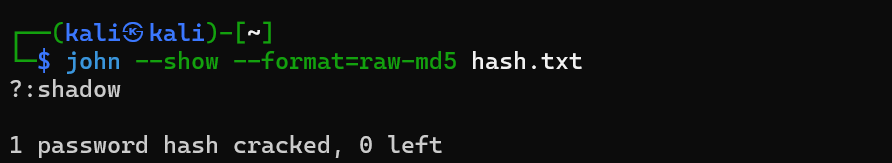 ┌──(kali㉿kali)-[~]
└─$ john --show --format=raw-md5 hash.txt
?:shadow
1 password hash cracked, 0 left